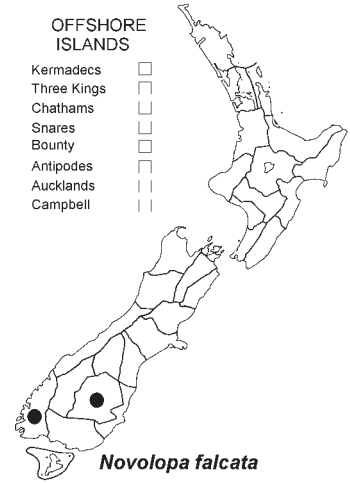 OFFSHORE
ISLANDS
Kermadecs
Three Kings
Chathams
Snares
Bounty
Antipodes
Aucklands
Campbell
Novolopa falcata